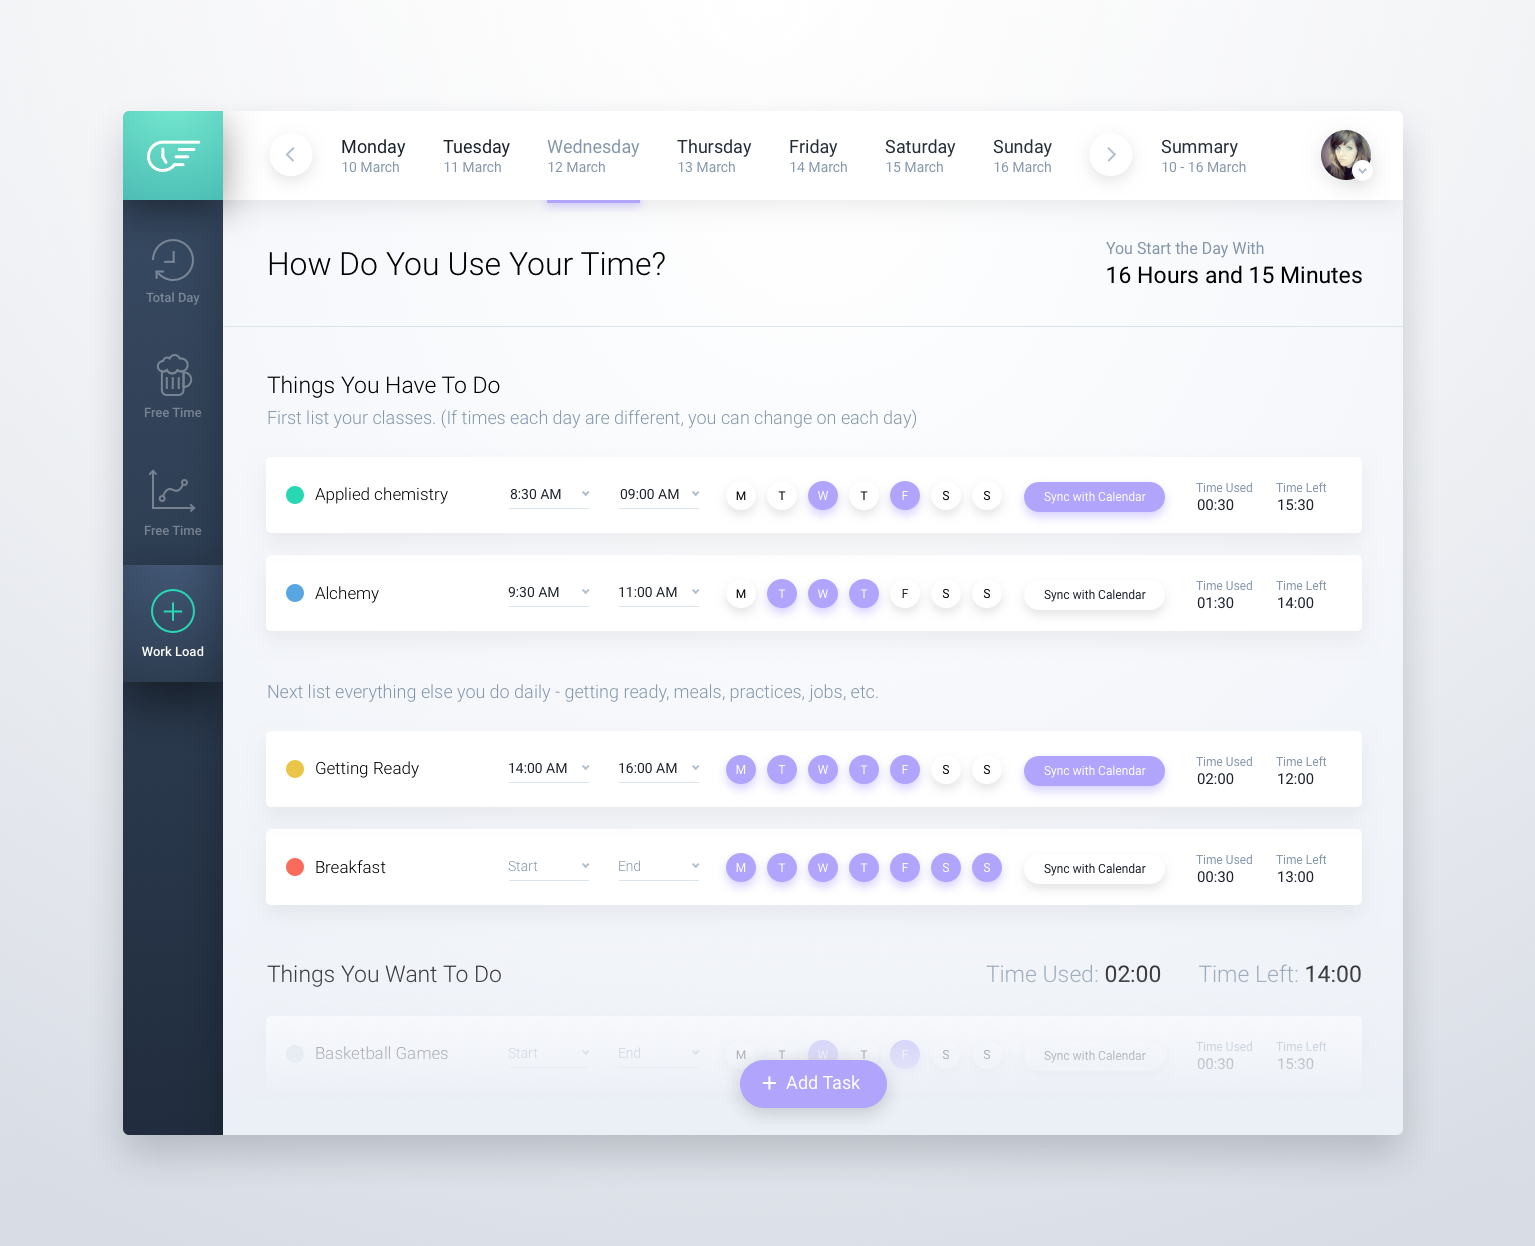 Monday Tuesday Wednesday Thursday Friday Saturday Sunday Summary
10 March 11 March 12 March 13 March 14 March 15 March 16 March 10 - 16 March
Total Day
Free Time
Free Time
Work Load
How Do You Use Your Time?
You Start the Day With
16 Hours and 15 Minutes
Things You Have To Do
First list your classes. (If times each day are different, you can change on each day)
Applied chemistry 8:30 AM 09:00 AM M T W T F S S Sync with Calendar Time Used Time Left
00:30 15:30
Alchemy 9:30 AM 11:00 AM M T W T F S S Sync with Calendar Time Used Time Left
01:30 14:00
Next list everything else you do daily - getting ready, meals, practices, jobs, etc.
Getting Ready 14:00 AM 16:00 AM M T W T F S S Sync with Calendar Time Used Time Left
02:00 12:00
Breakfast Start End M T W T F S S Sync with Calendar Time Used Time Left
00:30 13:00
Things You Want To Do Time Used: 02:00 Time Left: 14:00
Basketball Games Start End M T W T F S S Sync with Calendar Time Used Time Left
00:30 15:30
+ Add Task